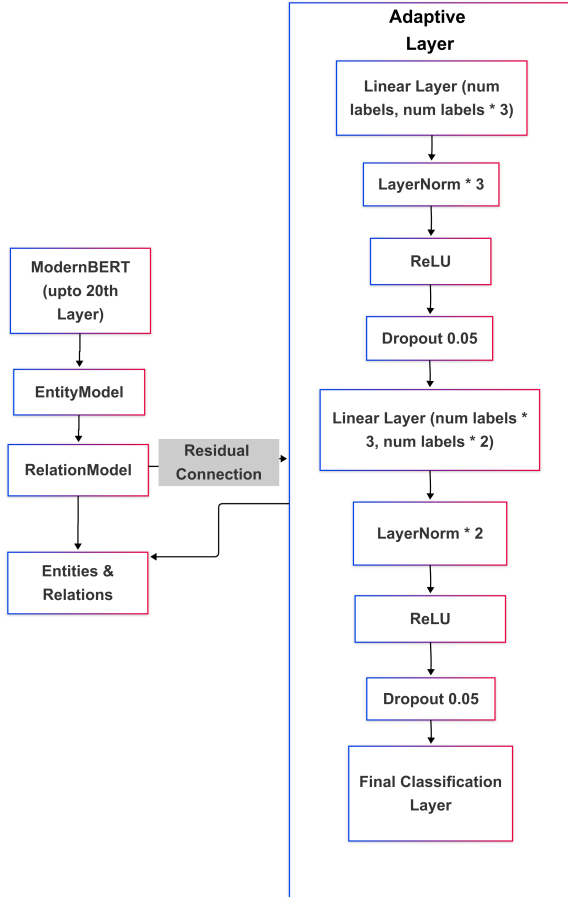 ModernBERT
(upto 20th
Layer)
EntityModel
RelationModel
Residual
Connection
Entities &
Relations
Adaptive
Layer
Linear Layer (num
labels, num labels * 3)
LayerNorm * 3
ReLU
Dropout 0.05
Linear Layer (num labels *
3, num labels * 2)
LayerNorm * 2
ReLU
Dropout 0.05
Final Classification
Layer